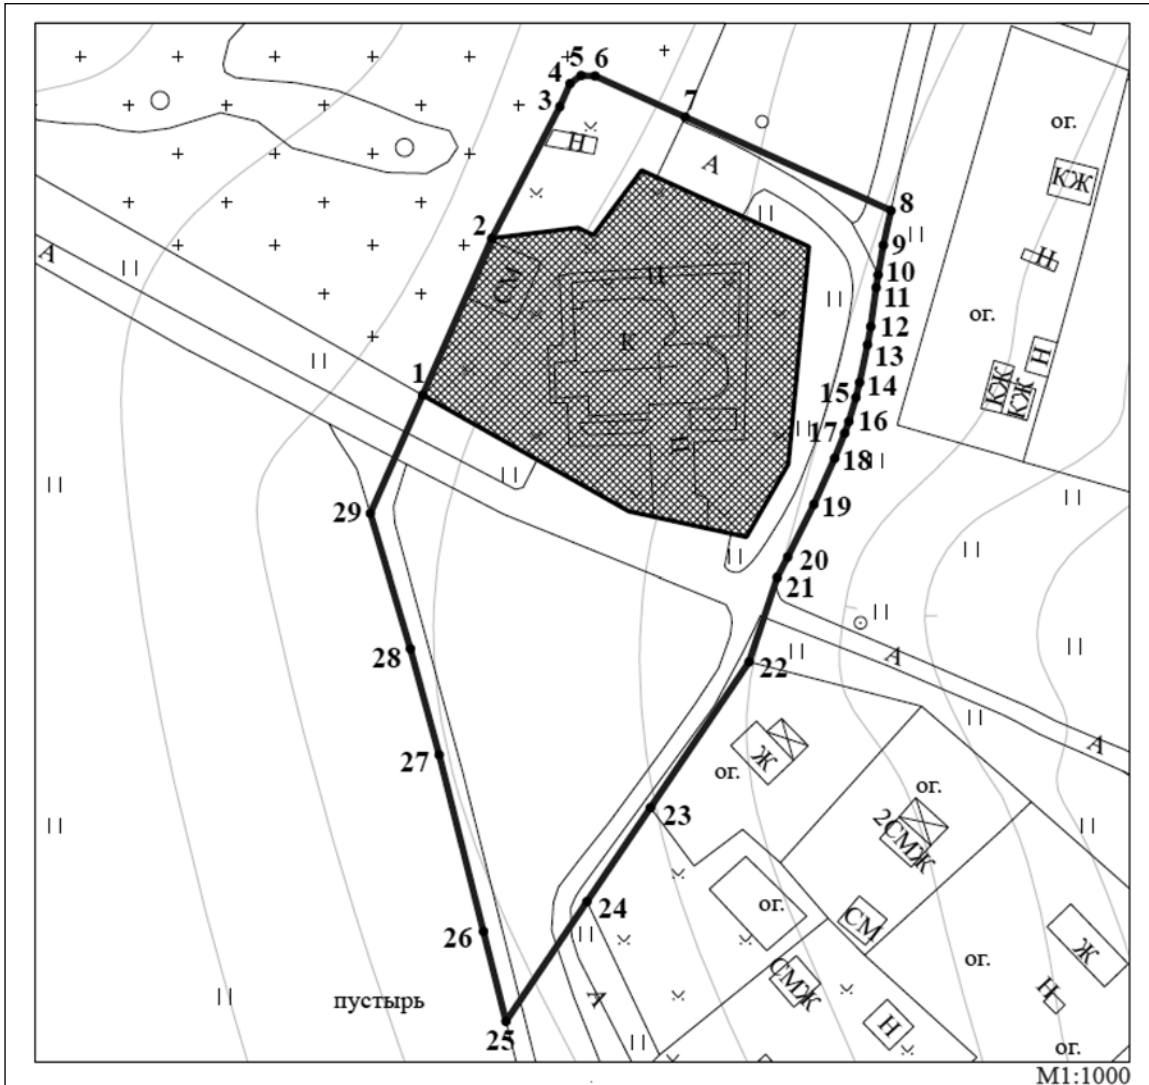 5 6
4
3
7
ог.
Н
А
КЖ
8
2
9
А
Н
СМ
10
Н
11
ог.
12
К
13
Н
1
14
15
КЖ
КЖ
16
17
Н
18
29
19
20
21
28
22
А
А
27
Ж
ог.
ог.
23
2СМЖ
24
ог.
СМ
26
Ж
ог.
СМЖ
А
Н
пустырь
Н
25
ог.
М1:1000